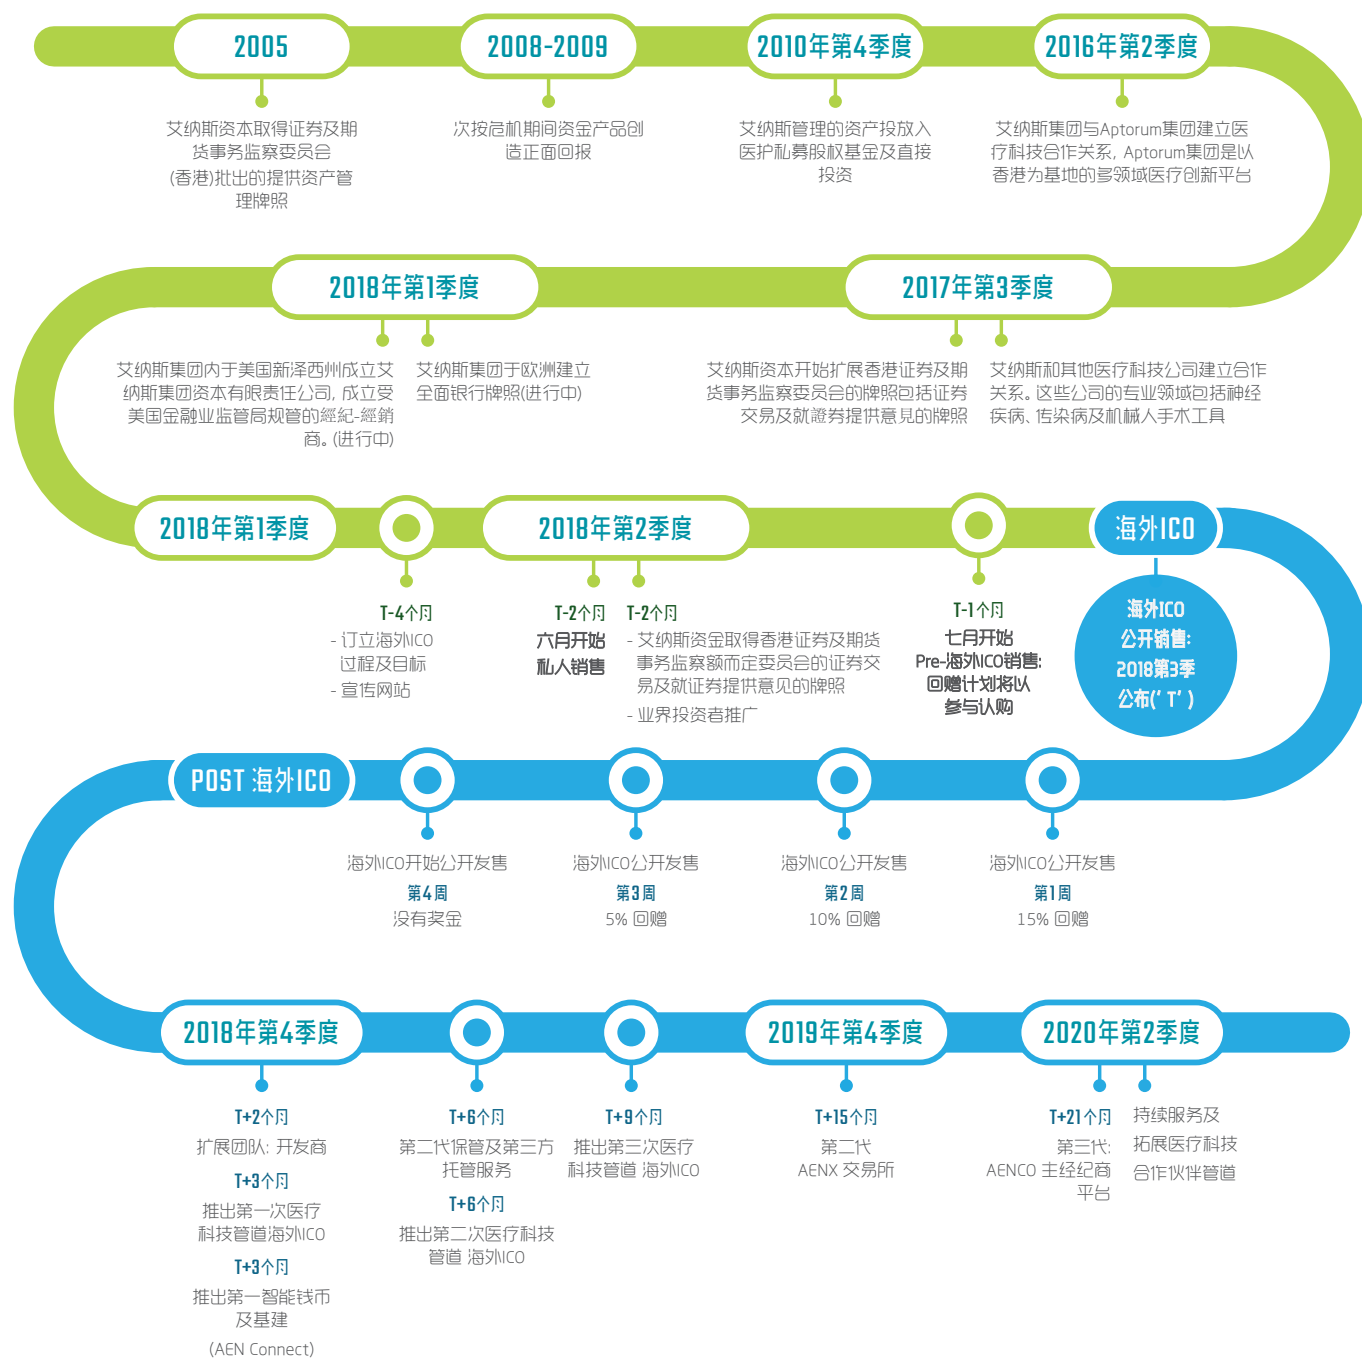 2005
艾纳斯资本取得证券及期
货事务监察委员会
(香港)批出的提供资产管
理牌照
2008-2009
次按危机期间资金产品创
造正面回报
2010年第4季度
艾纳斯管理的资产投放入
医护私募股权基金及直接
投资
2016年第2季度
艾纳斯集团与Aptorum集团建立医
疗科技合作关系, Aptorum集团是以
香港为基地的多领域医疗创新平台
2017年第3季度
艾纳斯资本开始扩展香港证券及期
货事务监察委员会的牌照包括证券
交易及就證券提供意見的牌照
艾纳斯和其他医疗科技公司建立合作
关系。这些公司的专业领域包括神经
疾病、传染病及机械人手术工具
2018年第1季度
艾纳斯集团内于美国新泽西州成立艾
纳斯集团资本有限责任公司, 成立受
美国金融业监管局规管的經紀-經銷
商。(进行中)
艾纳斯集团于欧洲建立
全面银行牌照(进行中)
2018年第1季度
T-4个月
- 订立海外ICO
过程及目标
- 宣传网站
2018年第2季度
T-2个月
六月开始
私人销售
T-2个月
- 艾纳斯资金取得香港证券及期货
事务监察额而定委员会的证券交
易及就证券提供意见的牌照
- 业界投资者推广
T-1个月
七月开始
Pre-海外ICO销售:
回赠计划将以
参与认购
海外ICO
海外ICO
公开销售:
2018第3季
公布(' T' )
海外ICO公开发售
第1周
15% 回赠
海外ICO公开发售
第2周
10% 回赠
海外ICO公开发售
第3周
5% 回赠
海外ICO开始公开发售
第4周
没有奖金
POST 海外ICO
2018年第4季度
T+2个月
扩展团队: 开发商
T+3个月
推出第一次医疗
科技管道海外ICO
T+3个月
推出第一智能钱币
及基建
(AEN Connect)
T+6个月
第二代保管及第三方
托管服务
T+6个月
推出第二次医疗科技
管道 海外ICO
T+9个月
推出第三次医疗
科技管道 海外ICO
2019年第4季度
T+15个月
第二代
AENX 交易所
2020年第2季度
T+21个月
第三代:
AENCO 主经纪商
平台
持续服务及
拓展医疗科技
合作伙伴管道